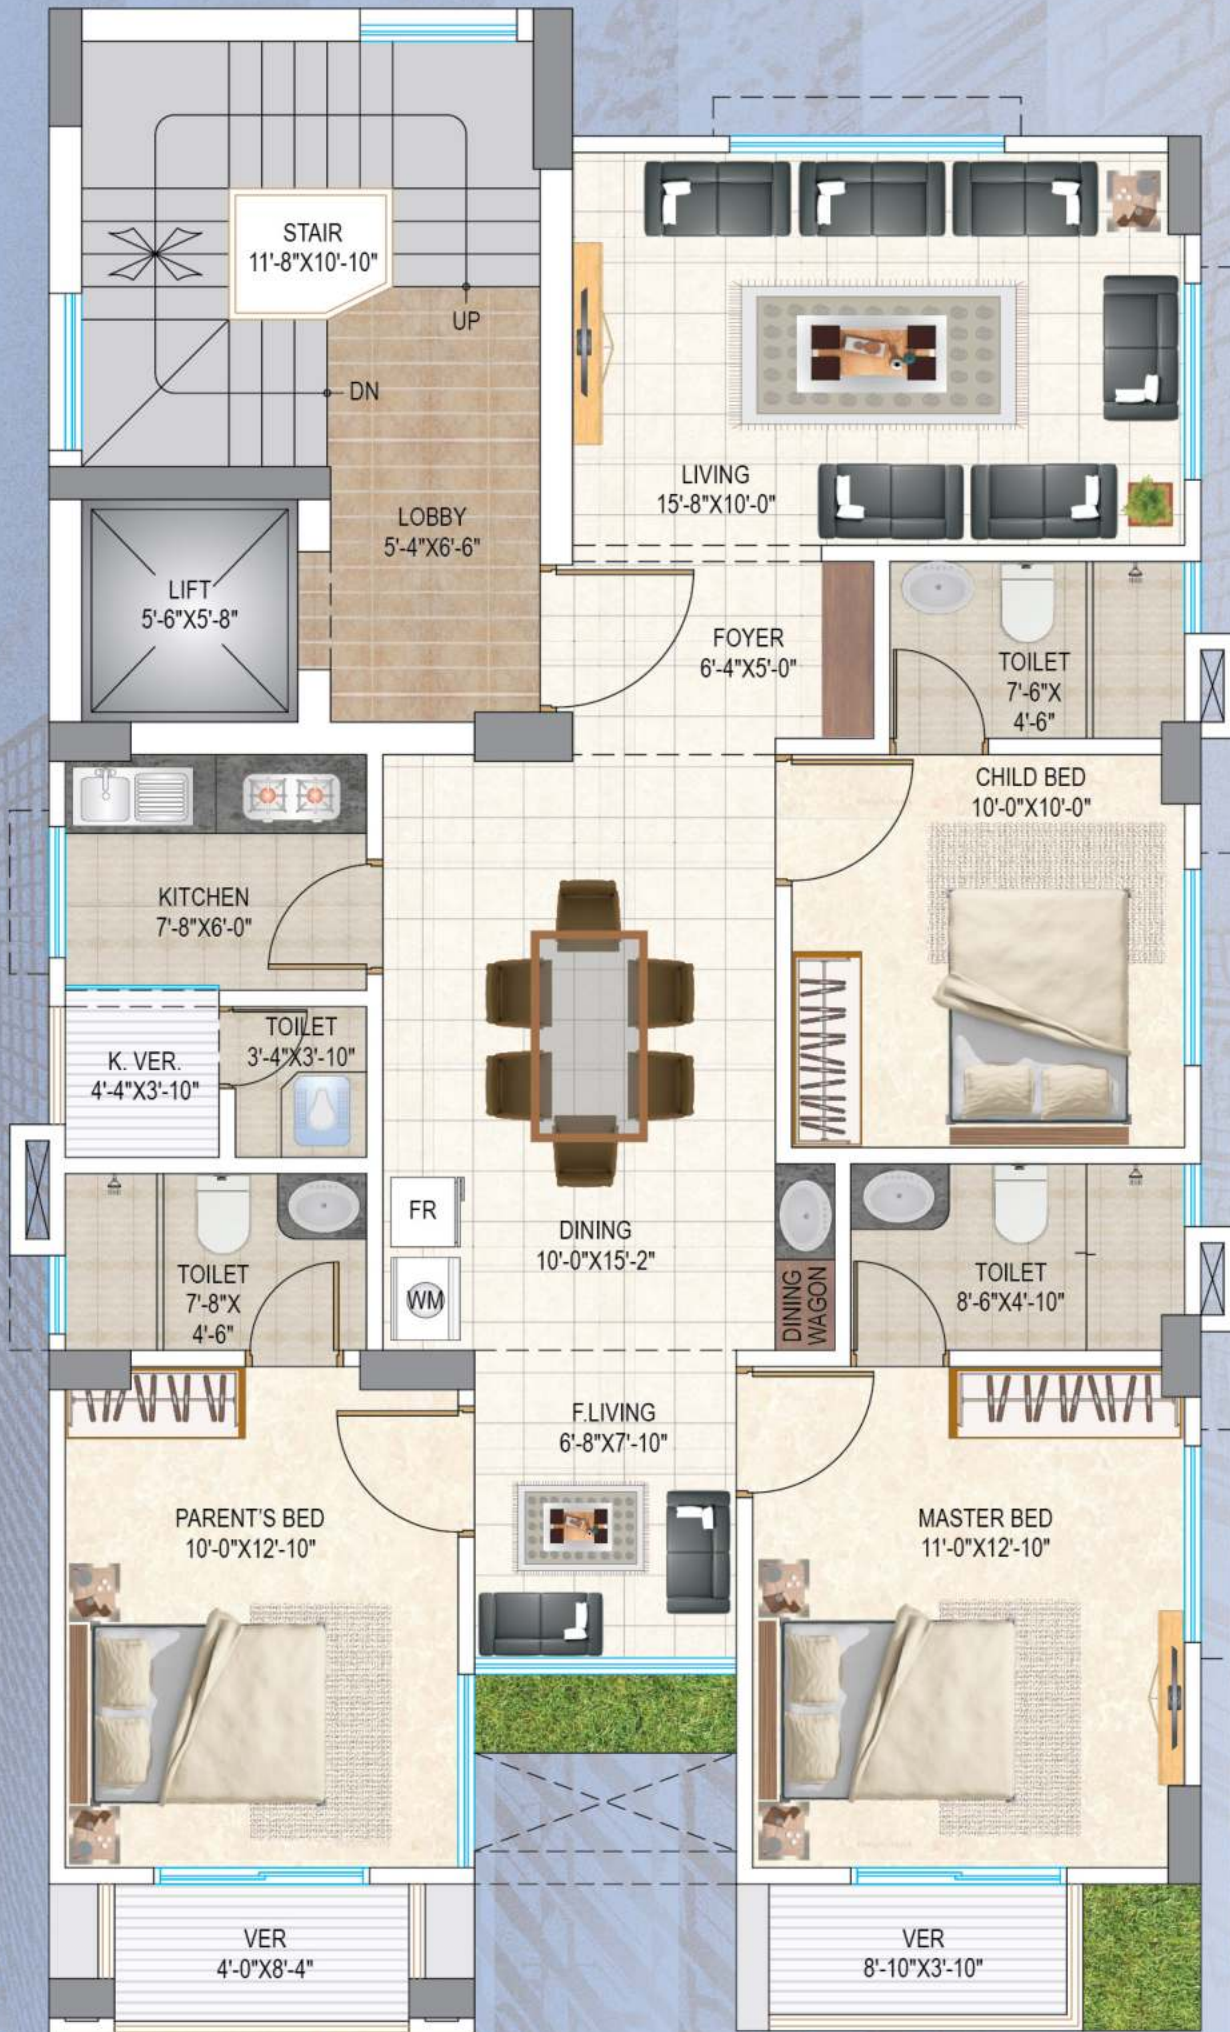 STAIR
11'-8"X10'-10"
UP
DN
LIVING
15'-8"X10'-0"
LOBBY
5'-4"X6'-6"
LIFT
5'-6"X5'-8"
FOYER
6'-4"X5'-0"
TOILET
7'-6"X
4'-6"
CHILD BED
10'-0"X10'-0"
KITCHEN
7'-8"X6'-0"
TOILET
3'-4"X3'-10"
K. VER.
4'-4"X3'-10"
FR
DINING
10'-0"X15'-2"
TOILET
7'-8"X
4'-6"
WM
DINING
WAGON
TOILET
8'-6"X4'-10"
F.LIVING
6'-8"X7'-10"
PARENT'S BED
10'-0"X12'-10"
MASTER BED
11'-0"X12'-10"
VER
4'-0"X8'-4"
VER
8'-10"X3'-10"